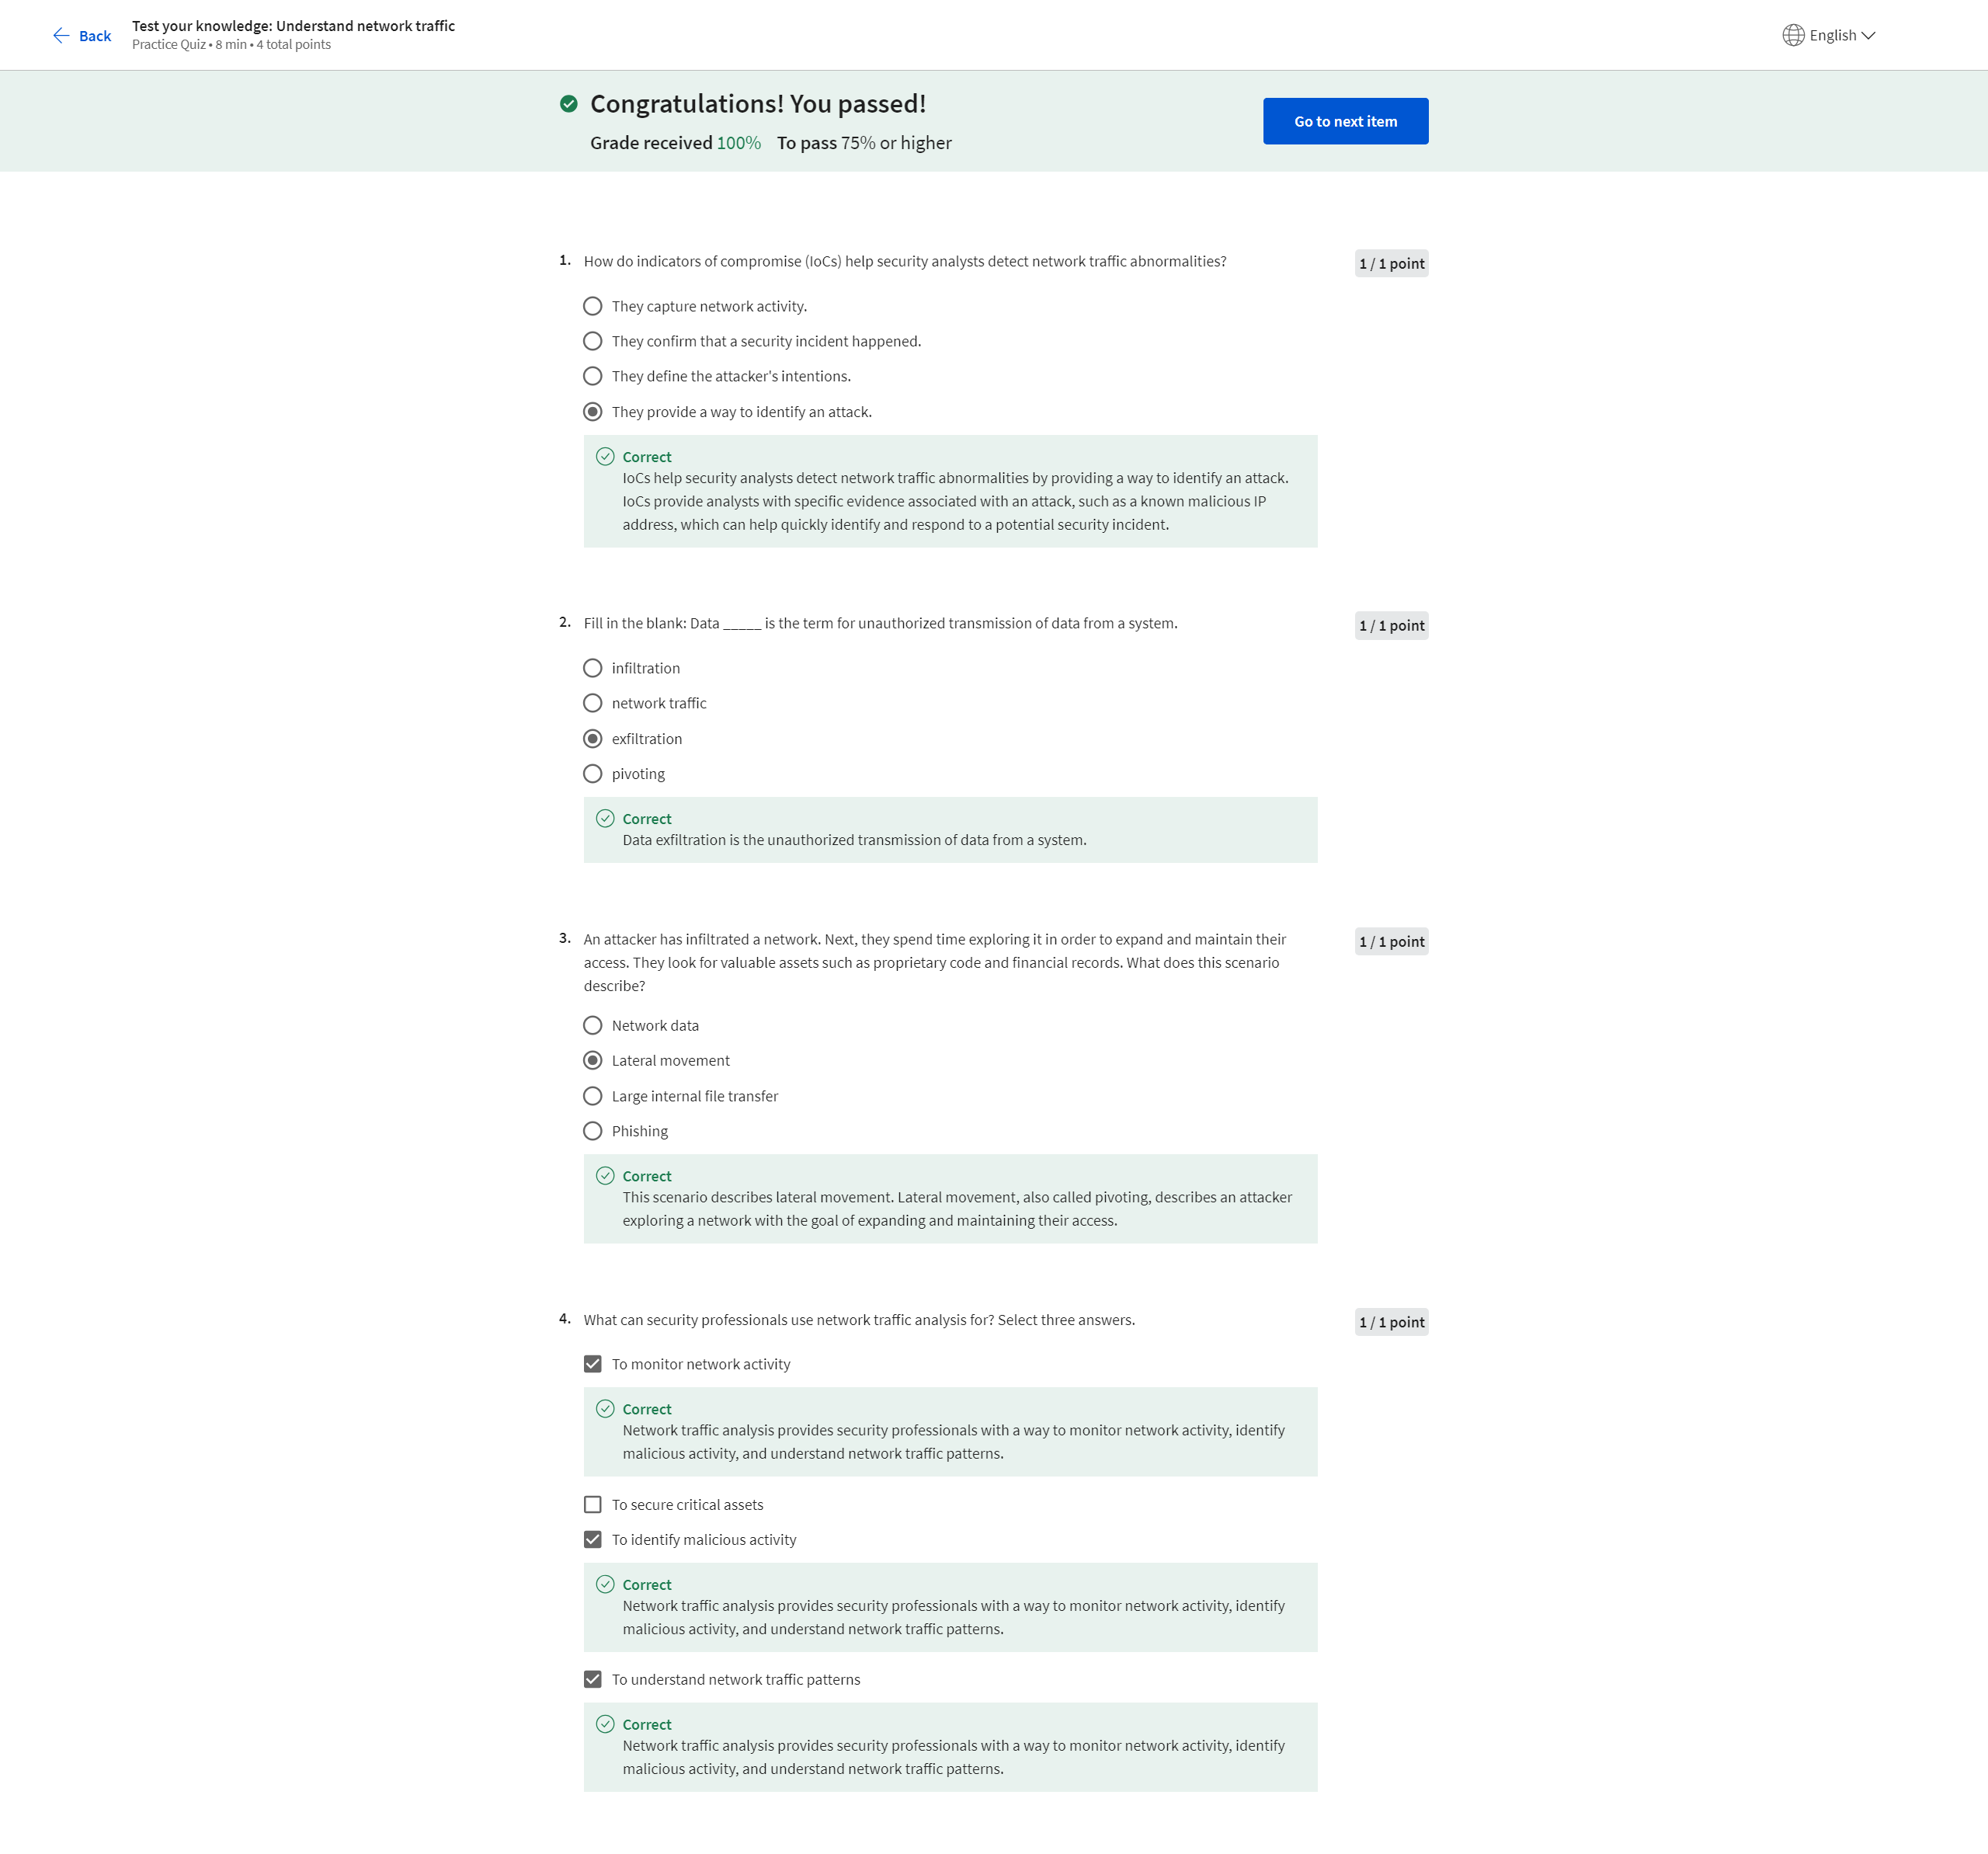 Back
Test your knowledge: Understand network traffic
Practice Quiz • 8 min • 4 total points
English
Congratulations! You passed!
Grade received 100% To pass 75% or higher
Go to next item
1. How do indicators of compromise (IoCs) help security analysts detect network traffic abnormalities?
1 / 1 point
They capture network activity.
They confirm that a security incident happened.
They define the attacker's intentions.
They provide a way to identify an attack.
Correct
IoCs help security analysts detect network traffic abnormalities by providing a way to identify an attack.
IoCs provide analysts with specific evidence associated with an attack, such as a known malicious IP
address, which can help quickly identify and respond to a potential security incident.
2. Fill in the blank: Data _____ is the term for unauthorized transmission of data from a system.
1 / 1 point
infiltration
network traffic
exfiltration
pivoting
Correct
Data exfiltration is the unauthorized transmission of data from a system.
3. An attacker has infiltrated a network. Next, they spend time exploring it in order to expand and maintain their
access. They look for valuable assets such as proprietary code and financial records. What does this scenario
describe?
1 / 1 point
Network data
Lateral movement
Large internal file transfer
Phishing
Correct
This scenario describes lateral movement. Lateral movement, also called pivoting, describes an attacker
exploring a network with the goal of expanding and maintaining their access.
4. What can security professionals use network traffic analysis for? Select three answers.
1 / 1 point
To monitor network activity
Correct
Network traffic analysis provides security professionals with a way to monitor network activity, identify
malicious activity, and understand network traffic patterns.
To secure critical assets
To identify malicious activity
Correct
Network traffic analysis provides security professionals with a way to monitor network activity, identify
malicious activity, and understand network traffic patterns.
To understand network traffic patterns
Correct
Network traffic analysis provides security professionals with a way to monitor network activity, identify
malicious activity, and understand network traffic patterns.